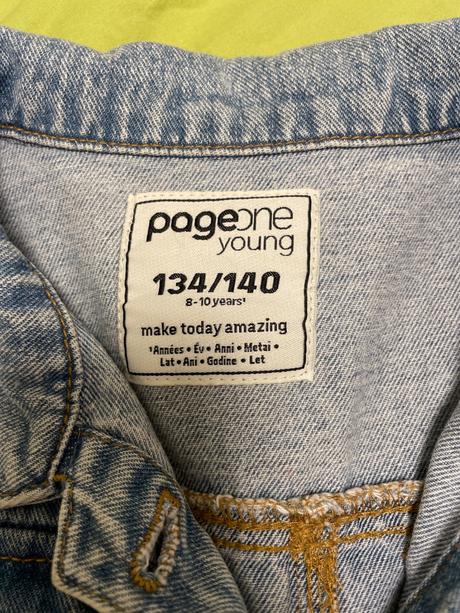 pageone
young
134/140
8-10 years¹
make today amazing
¹Années • Év • Anni • Metai •
Lat • Ani • Godine • Let